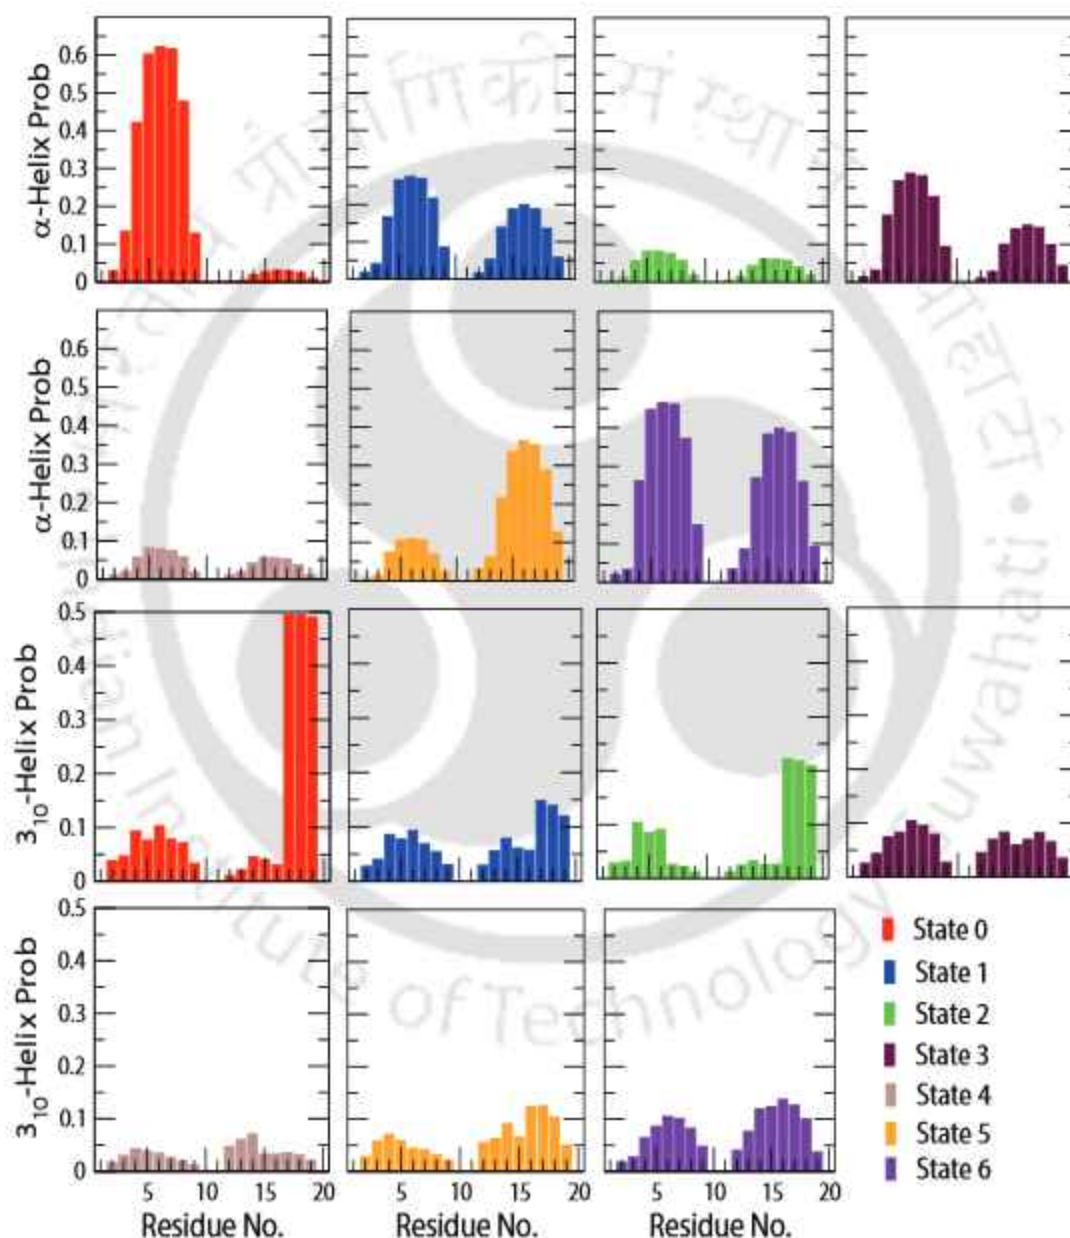 α-Helix Prob
0.6
0.5
0.4
0.3
0.2
0.1
0
α-Helix Prob
0.6
0.5
0.4
0.3
0.2
0.1
0
3₁₀-Helix Prob
0.5
0.4
0.3
0.2
0.1
0
3₁₀-Helix Prob
0.5
0.4
0.3
0.2
0.1
0
5 10 15 20
5 10 15 20
5 10 15 20
Residue No.
Residue No.
Residue No.
State 0
State 1
State 2
State 3
State 4
State 5
State 6
Institute of Technology Guwahati